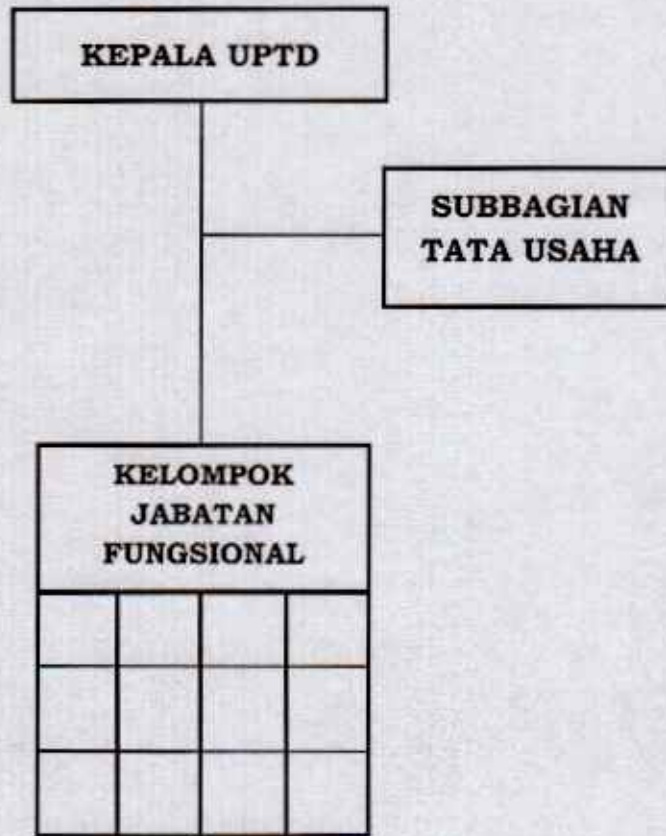 KEPALA UPTD
SUBBAGIAN
TATA USAHA
KELOMPOK
JABATAN
FUNGSIONAL